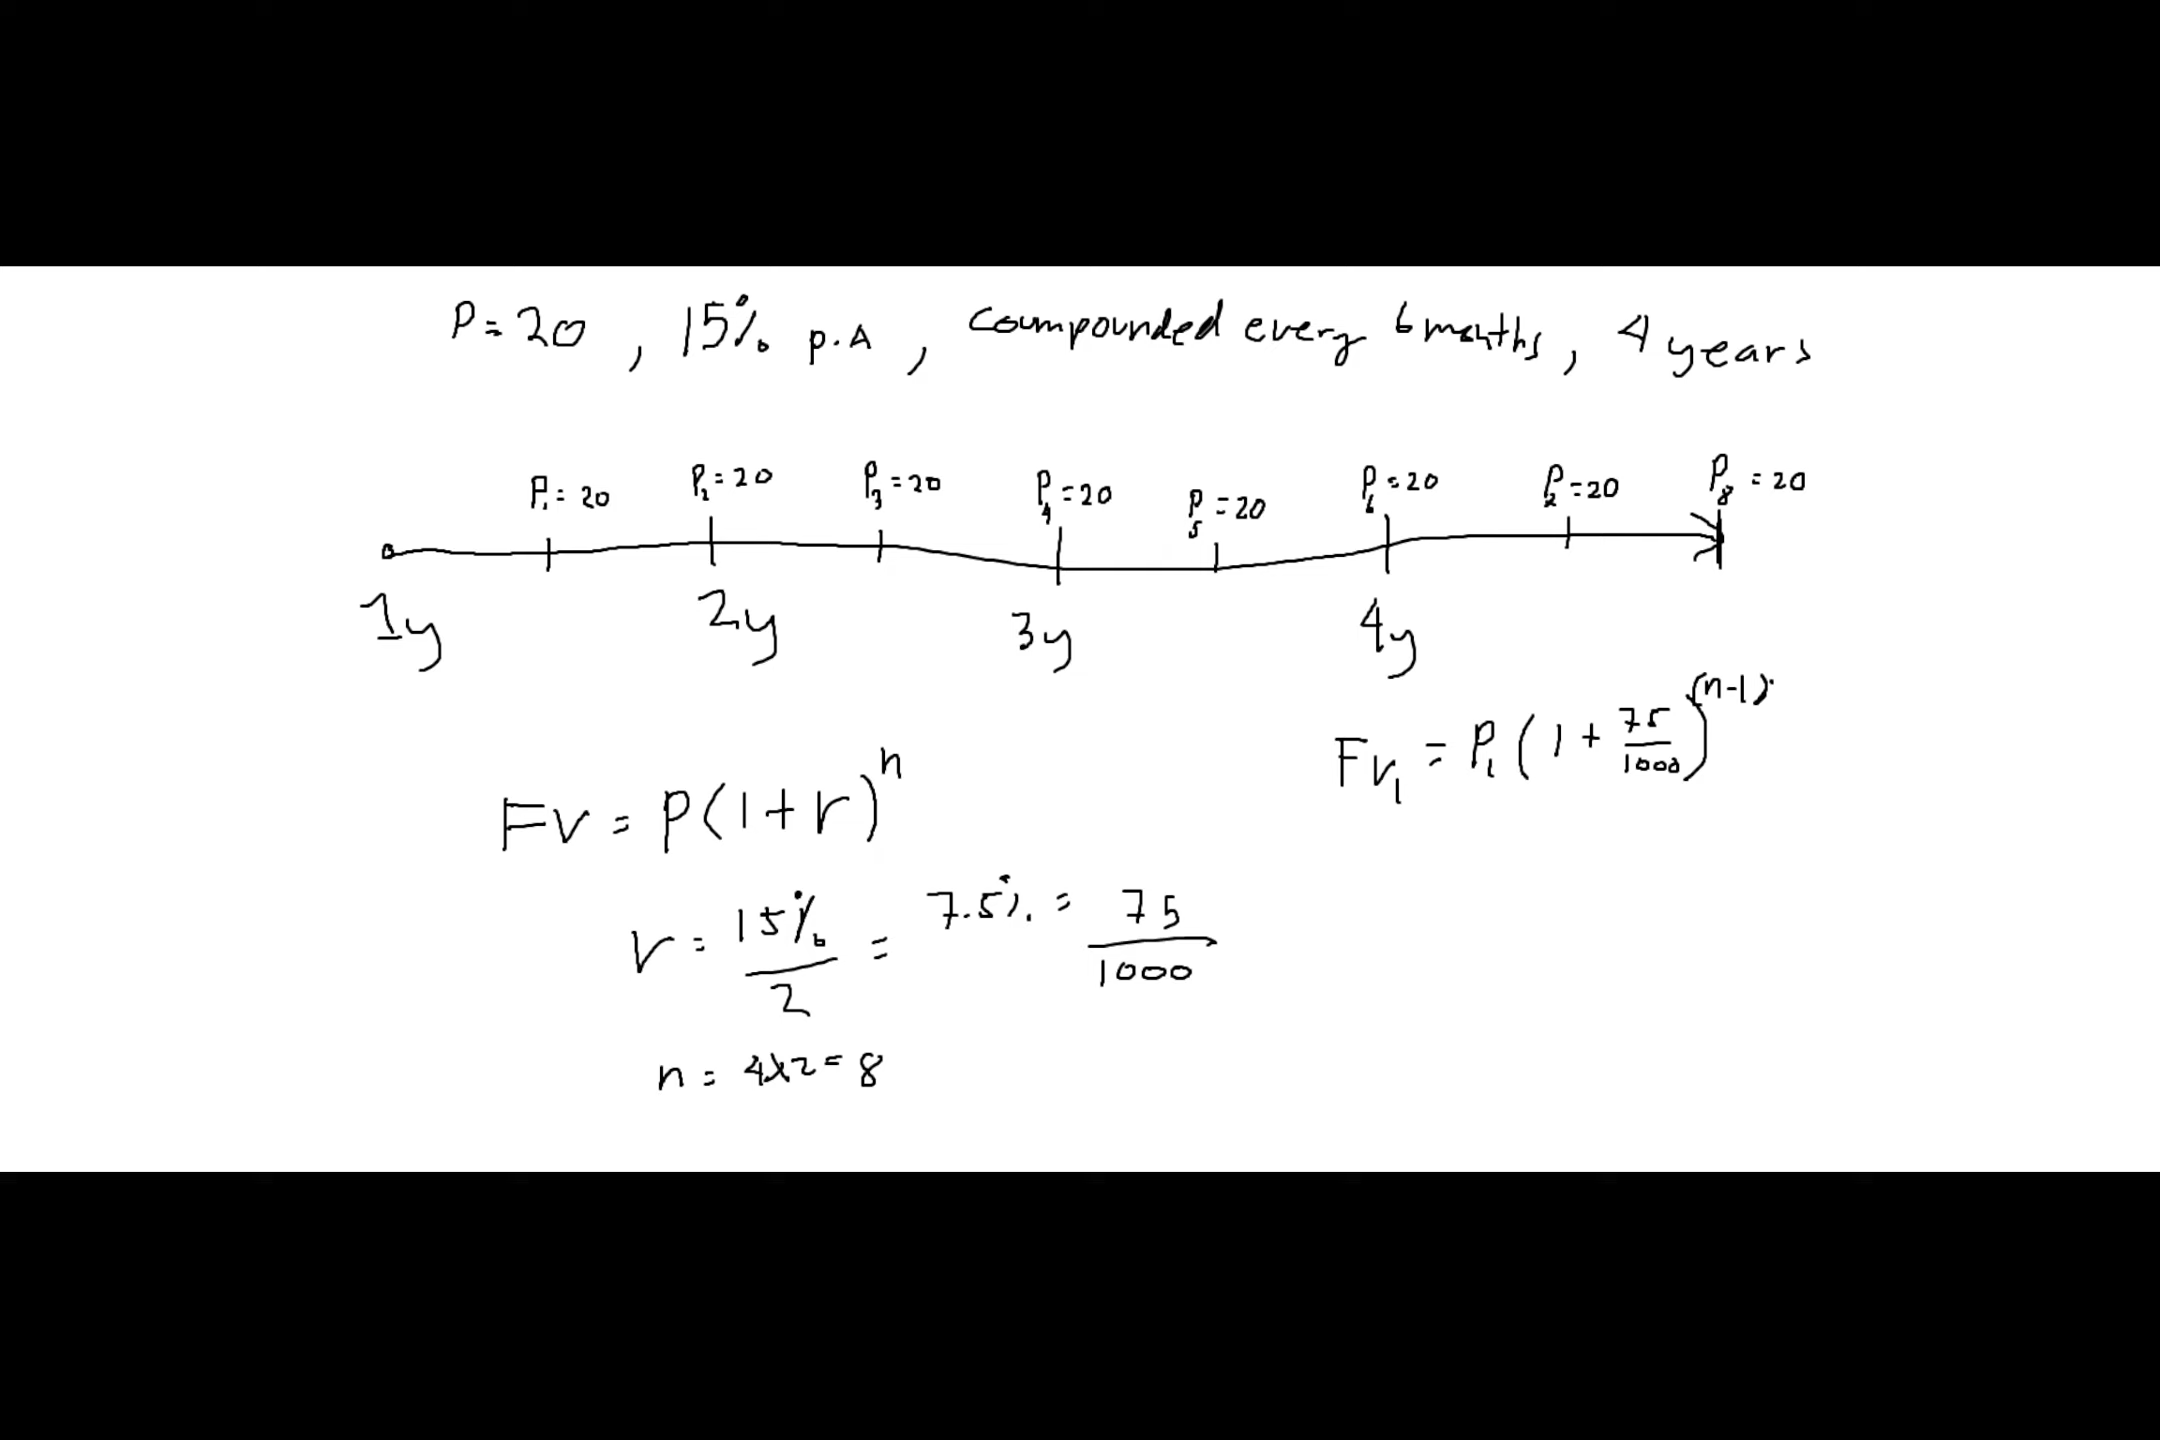 P = 20 , 15% p.A , coumpounded every 6 months, 4 years
P₁ = 20 P₂ = 20 P₃ = 20 P₄ = 20 P₅ = 20 P₆ = 20 P₂ = 20 P₈ = 20
1y 2y 3y 4y
FV₁ = P₁ (1 + 75/1000)^(n-1)
FV = P(1+r)^n
r = 15%/2 = 7.5% = 75/1000
n = 4x2 = 8